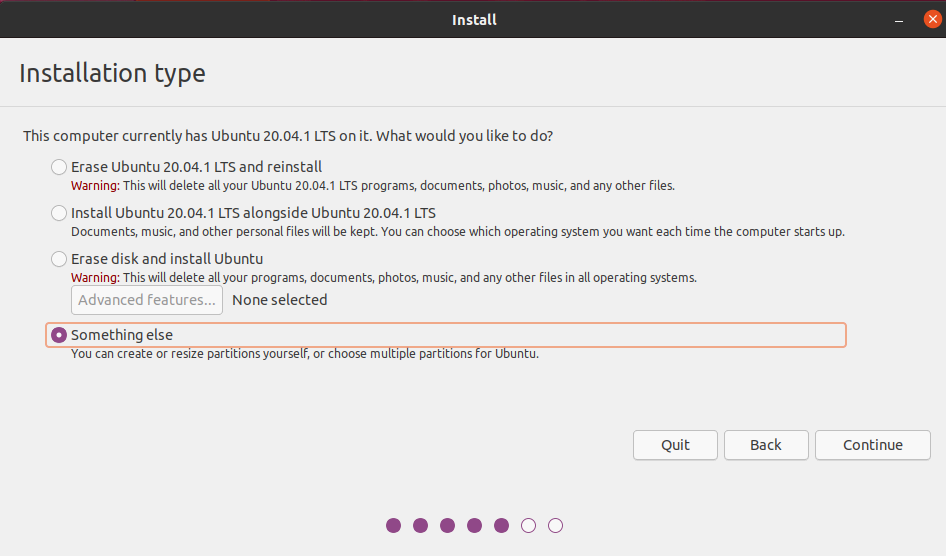 Install
Installation type
This computer currently has Ubuntu 20.04.1 LTS on it. What would you like to do?
Erase Ubuntu 20.04.1 LTS and reinstall
Warning: This will delete all your Ubuntu 20.04.1 LTS programs, documents, photos, music, and any other files.
Install Ubuntu 20.04.1 LTS alongside Ubuntu 20.04.1 LTS
Documents, music, and other personal files will be kept. You can choose which operating system you want each time the computer starts up.
Erase disk and install Ubuntu
Warning: This will delete all your programs, documents, photos, music, and any other files in all operating systems.
Advanced features... None selected
Something else
You can create or resize partitions yourself, or choose multiple partitions for Ubuntu.
Quit Back Continue